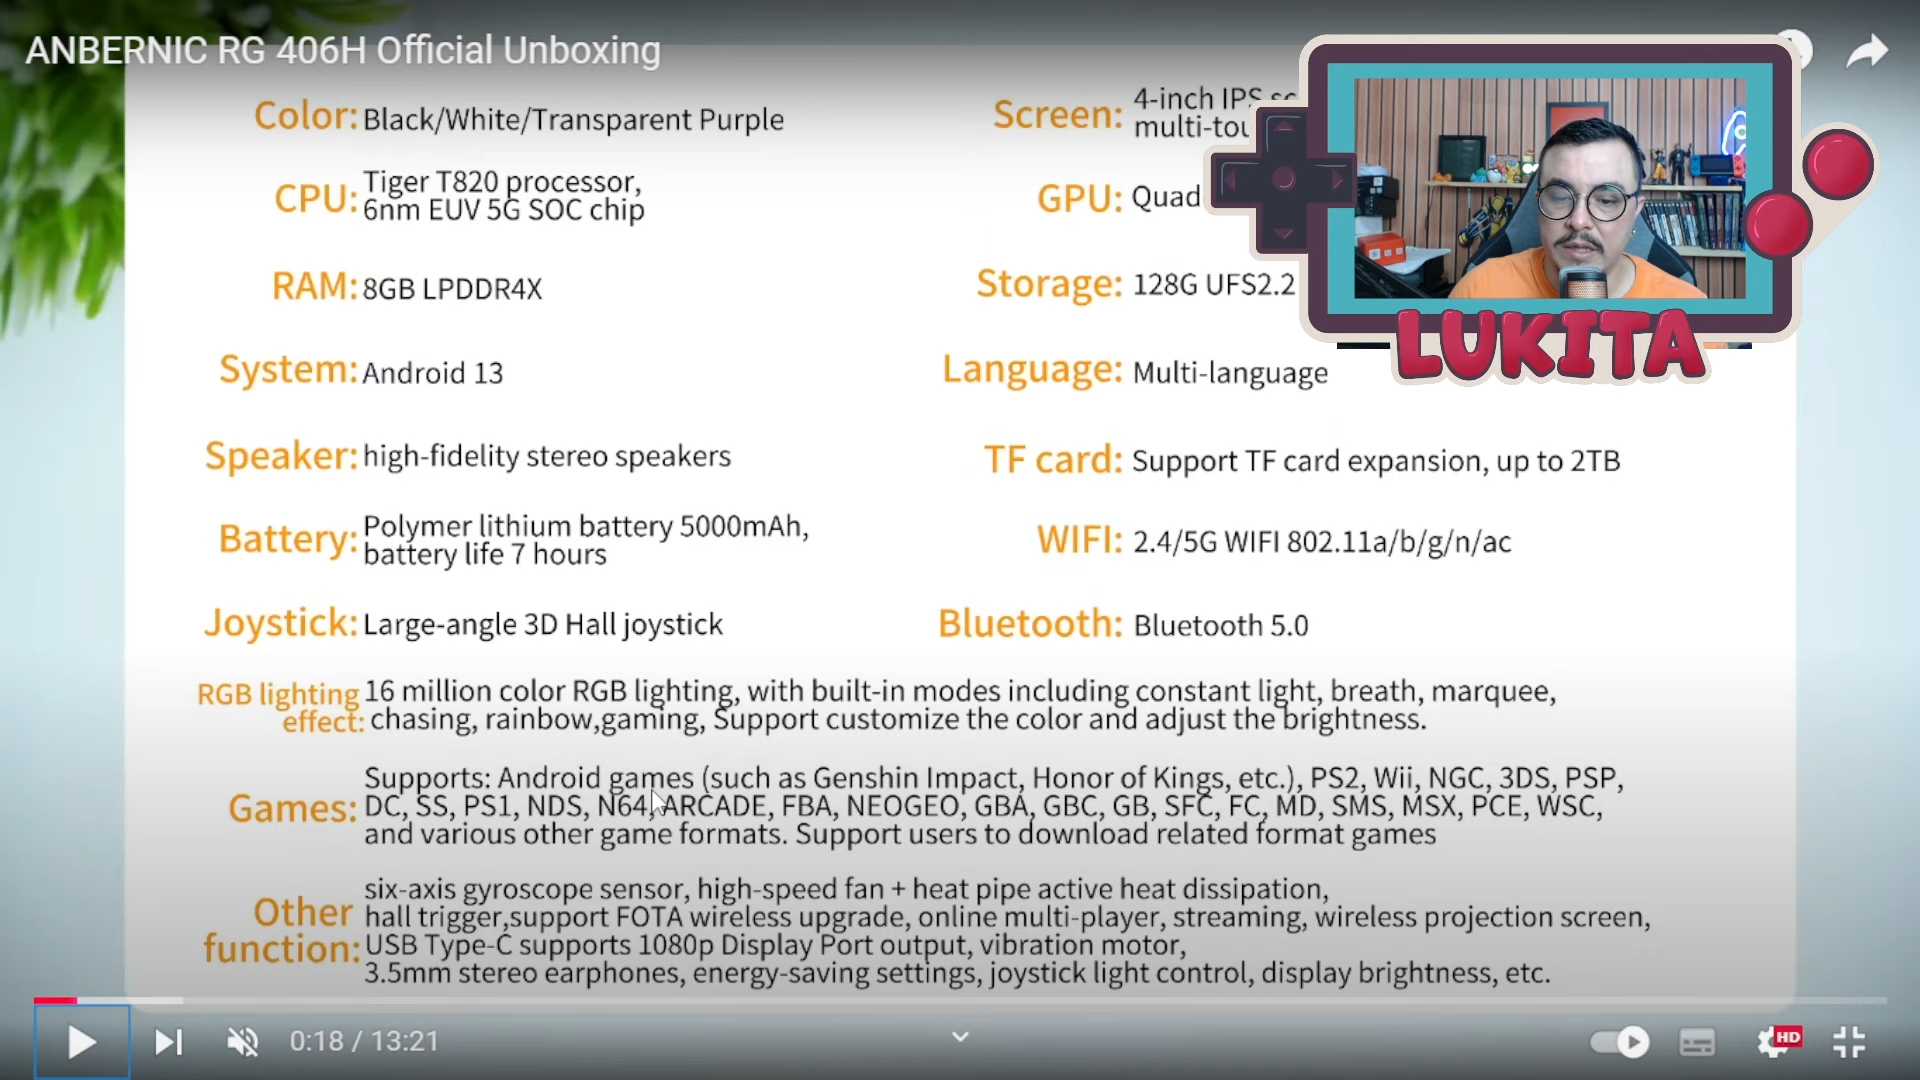 ANBERNIC RG 406H Official Unboxing
Color: Black/White/Transparent Purple
Screen: 4-inch IPS
multi-tou
CPU: Tiger T820 processor,
6nm EUV 5G SOC chip
GPU: Quad
RAM: 8GB LPDDR4X
Storage: 128G UFS2.2
LUKITA
System: Android 13
Language: Multi-language
Speaker: high-fidelity stereo speakers
TF card: Support TF card expansion, up to 2TB
Battery: Polymer lithium battery 5000mAh,
battery life 7 hours
WIFI: 2.4/5G WIFI 802.11a/b/g/n/ac
Joystick: Large-angle 3D Hall joystick
Bluetooth: Bluetooth 5.0
RGB lighting effect: 16 million color RGB lighting, with built-in modes including constant light, breath, marquee,
chasing, rainbow,gaming, Support customize the color and adjust the brightness.
Games: Supports: Android games (such as Genshin Impact, Honor of Kings, etc.), PS2, Wii, NGC, 3DS, PSP,
DC, SS, PS1, NDS, N64, ARCADE, FBA, NEOGEO, GBA, GBC, GB, SFC, FC, MD, SMS, MSX, PCE, WSC,
and various other game formats. Support users to download related format games
Other function: six-axis gyroscope sensor, high-speed fan + heat pipe active heat dissipation,
hall trigger,support FOTA wireless upgrade, online multi-player, streaming, wireless projection screen,
USB Type-C supports 1080p Display Port output, vibration motor,
3.5mm stereo earphones, energy-saving settings, joystick light control, display brightness, etc.
0:18 / 13:21
HD